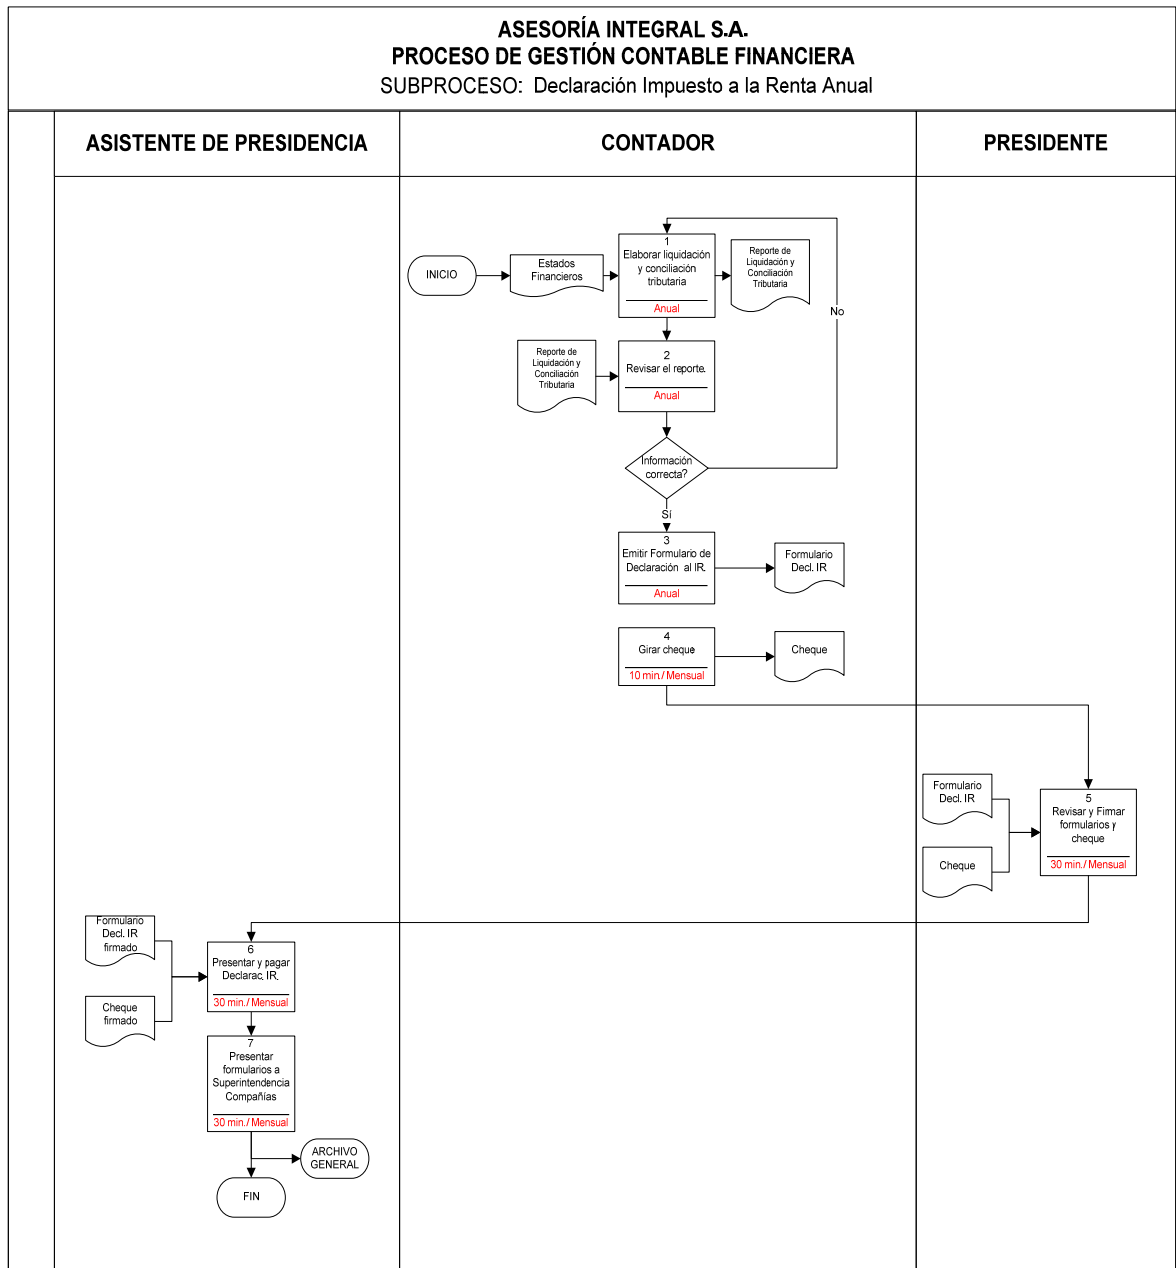 ASESORÍA INTEGRAL S.A.
PROCESO DE GESTIÓN CONTABLE FINANCIERA
SUBPROCESO: Declaración Impuesto a la Renta Anual
ASISTENTE DE PRESIDENCIA
CONTADOR
PRESIDENTE
INICIO
Estados
Financieros
1
Elaborar liquidación
y conciliación
tributaria
Anual
Reporte de
Liquidación y
Conciliación
Tributaria
No
Reporte de
Liquidación y
Conciliación
Tributaria
2
Revisar el reporte.
Anual
Información
correcta?
Sí
3
Emitir Formulario de
Declaración al IR.
Anual
Formulario
Decl. IR
4
Girar cheque
10 min./ Mensual
Cheque
Formulario
Decl. IR
Cheque
5
Revisar y Firmar
formularios y
cheque
30 min./ Mensual
Formulario
Decl. IR
firmado
Cheque
firmado
6
Presentar y pagar
Declarac. IR.
30 min./ Mensual
7
Presentar
formularios a
Superintendencia
Compañías
30 min./ Mensual
ARCHIVO
GENERAL
FIN